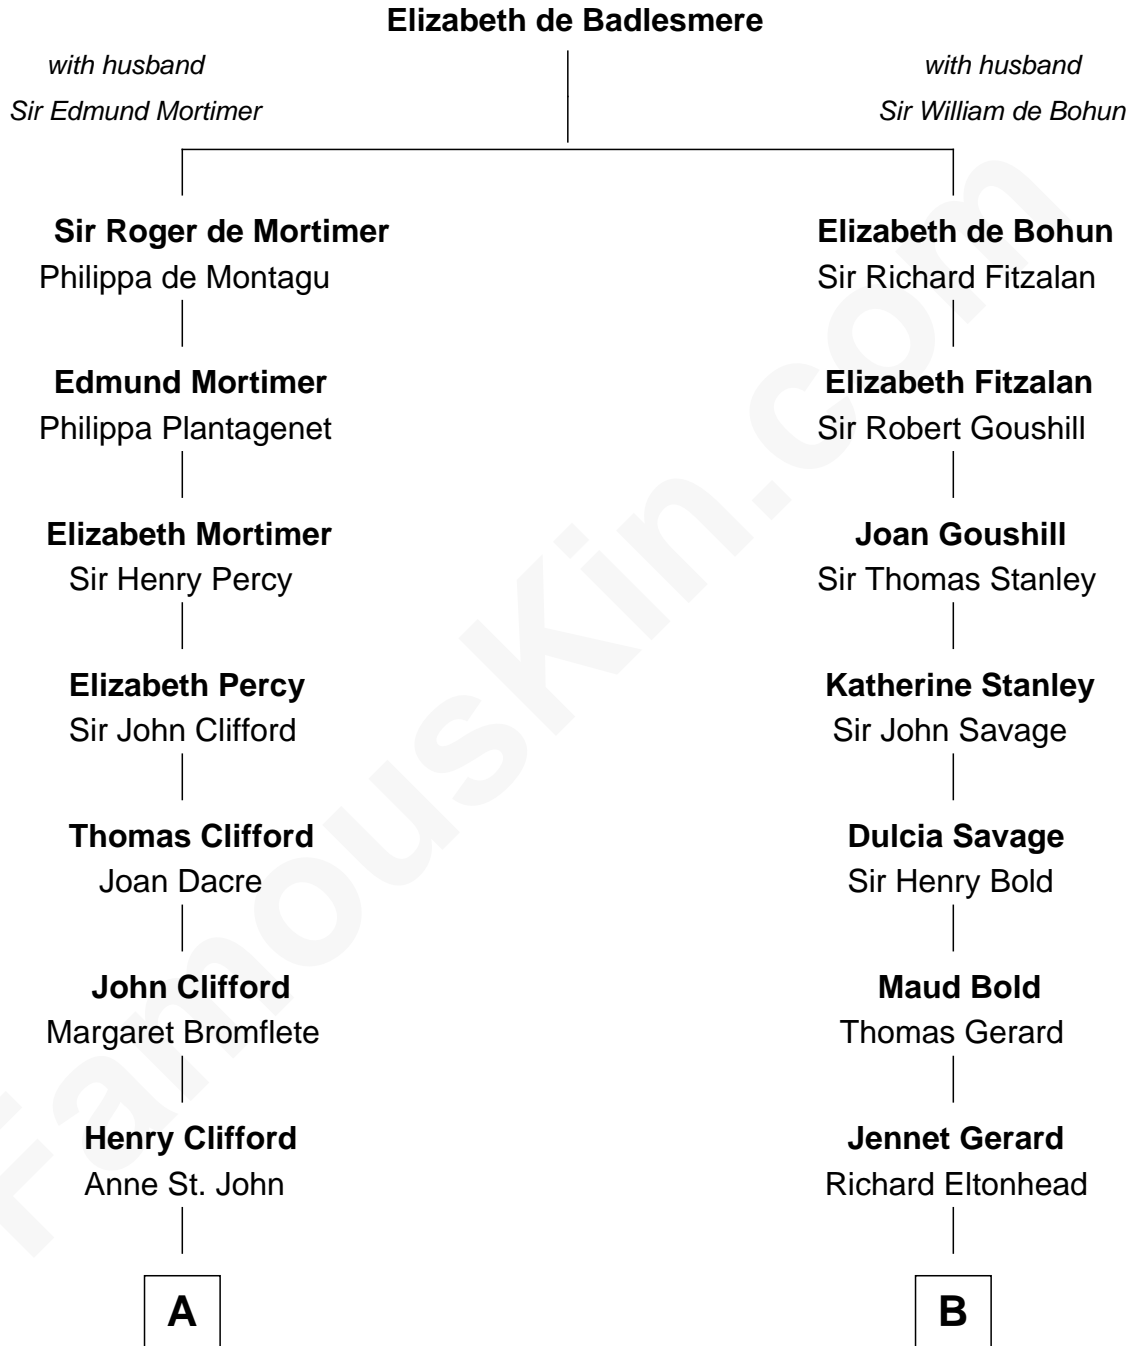 Elizabeth de Badlesmere
with husband
Sir Edmund Mortimer
with husband
Sir William de Bohun
Sir Roger de Mortimer
Philippa de Montagu
Elizabeth de Bohun
Sir Richard Fitzalan
Edmund Mortimer
Philippa Plantagenet
Elizabeth Fitzalan
Sir Robert Goushill
Elizabeth Mortimer
Sir Henry Percy
Joan Goushill
Sir Thomas Stanley
Elizabeth Percy
Sir John Clifford
Katherine Stanley
Sir John Savage
Thomas Clifford
Joan Dacre
Dulcia Savage
Sir Henry Bold
John Clifford
Margaret Bromflete
Maud Bold
Thomas Gerard
Henry Clifford
Anne St. John
Jennet Gerard
Richard Eltonhead
A
B
FamousKin.com